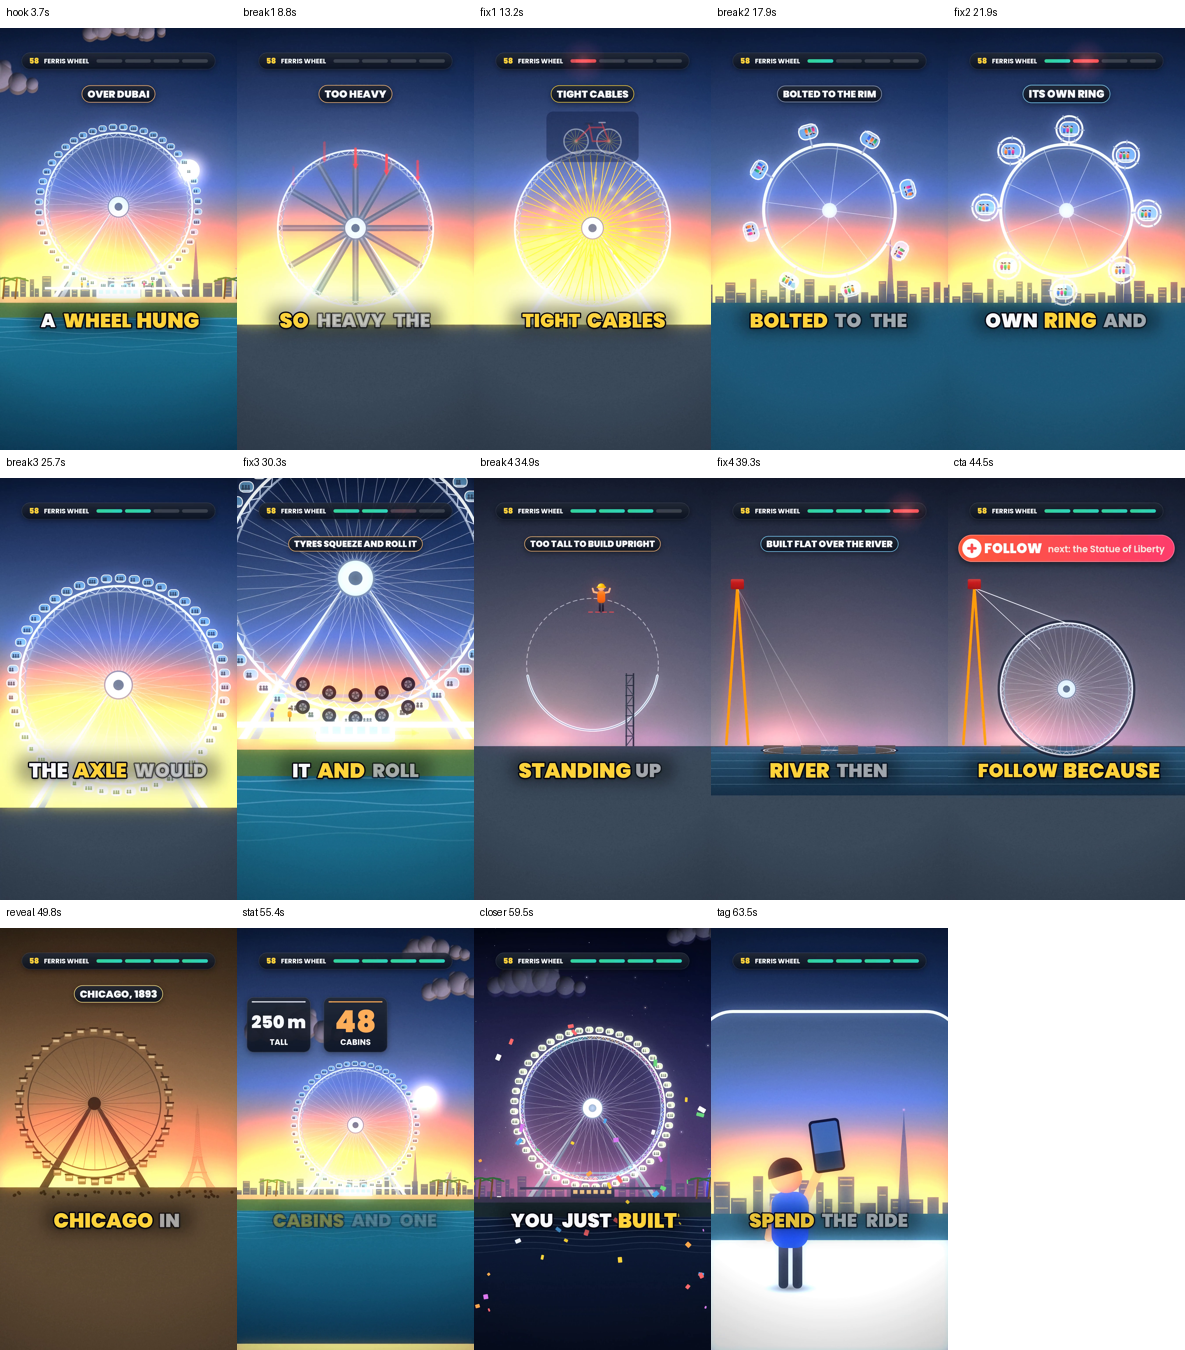 hook 3.7s
58 FERRIS WHEEL
OVER DUBAI
A WHEEL HUNG
break1 8.8s
58 FERRIS WHEEL
TOO HEAVY
SO HEAVY THE
fix1 13.2s
58 FERRIS WHEEL
TIGHT CABLES
TIGHT CABLES
break2 17.9s
58 FERRIS WHEEL
BOLTED TO THE RIM
BOLTED TO THE
fix2 21.9s
58 FERRIS WHEEL
ITS OWN RING
OWN RING AND
break3 25.7s
58 FERRIS WHEEL
THE AXLE WOULD
fix3 30.3s
58 FERRIS WHEEL
TYRES SQUEEZE AND ROLL IT
IT AND ROLL
break4 34.9s
58 FERRIS WHEEL
TOO TALL TO BUILD UPRIGHT
STANDING UP
fix4 39.3s
58 FERRIS WHEEL
BUILT FLAT OVER THE RIVER
RIVER THEN
cta 44.5s
58 FERRIS WHEEL
FOLLOW next: the Statue of Liberty
FOLLOW BECAUSE
reveal 49.8s
58 FERRIS WHEEL
CHICAGO, 1893
CHICAGO IN
stat 55.4s
58 FERRIS WHEEL
250 m
TALL
48
CABINS
CABINS AND ONE
closer 59.5s
58 FERRIS WHEEL
YOU JUST BUILT
tag 63.5s
58 FERRIS WHEEL
SPEND THE RIDE